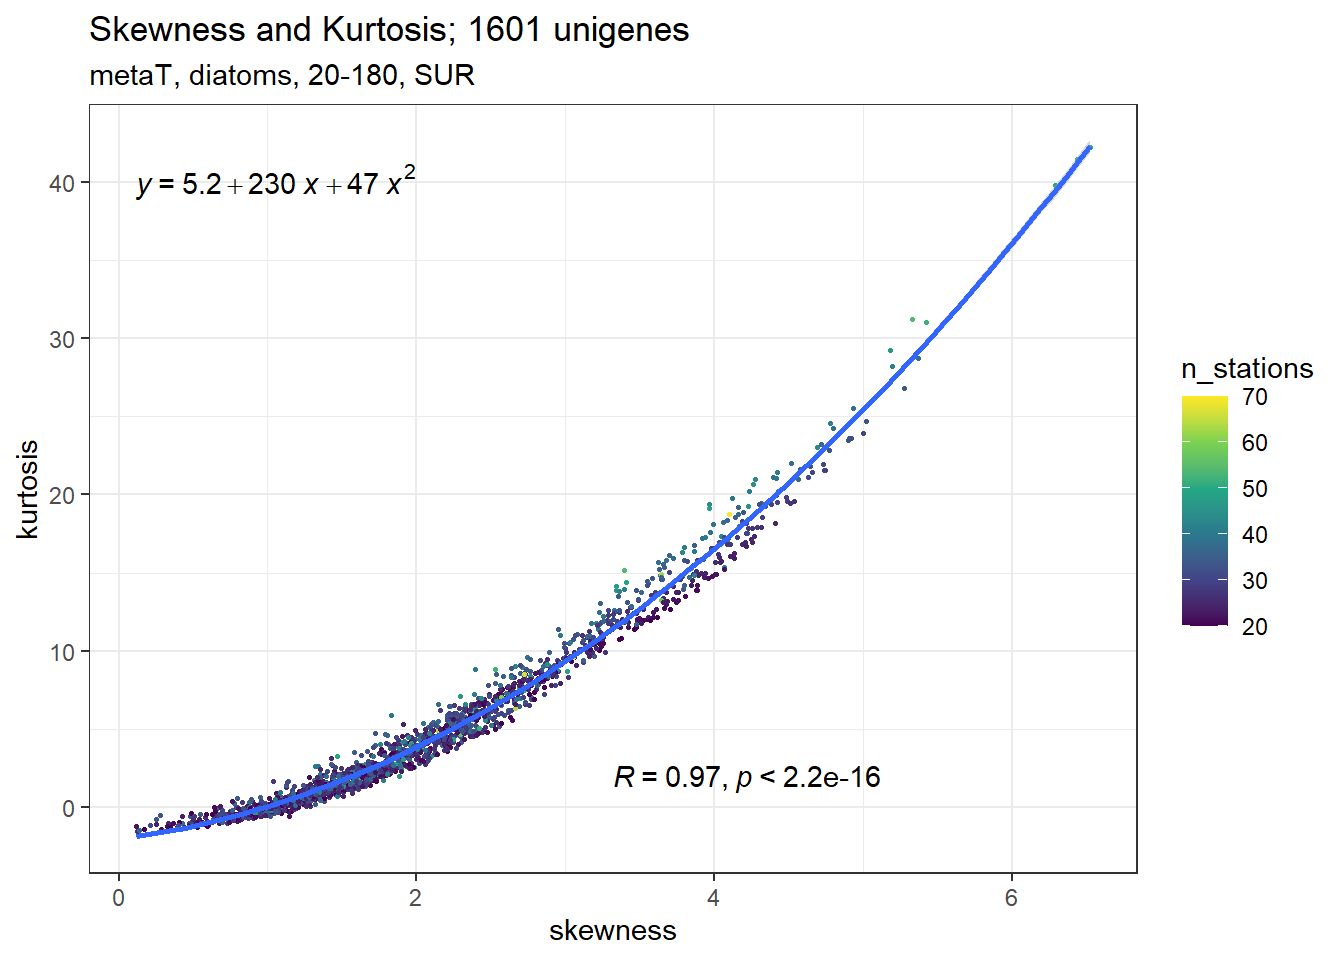 Skewness and Kurtosis; 1601 unigenes
metaT, diatoms, 20-180, SUR
y = 5.2 + 230 x + 47 x²
R = 0.97, p < 2.2e-16
kurtosis
40
30
20
10
0
0 2 4 6
skewness
n_stations
70
60
50
40
30
20